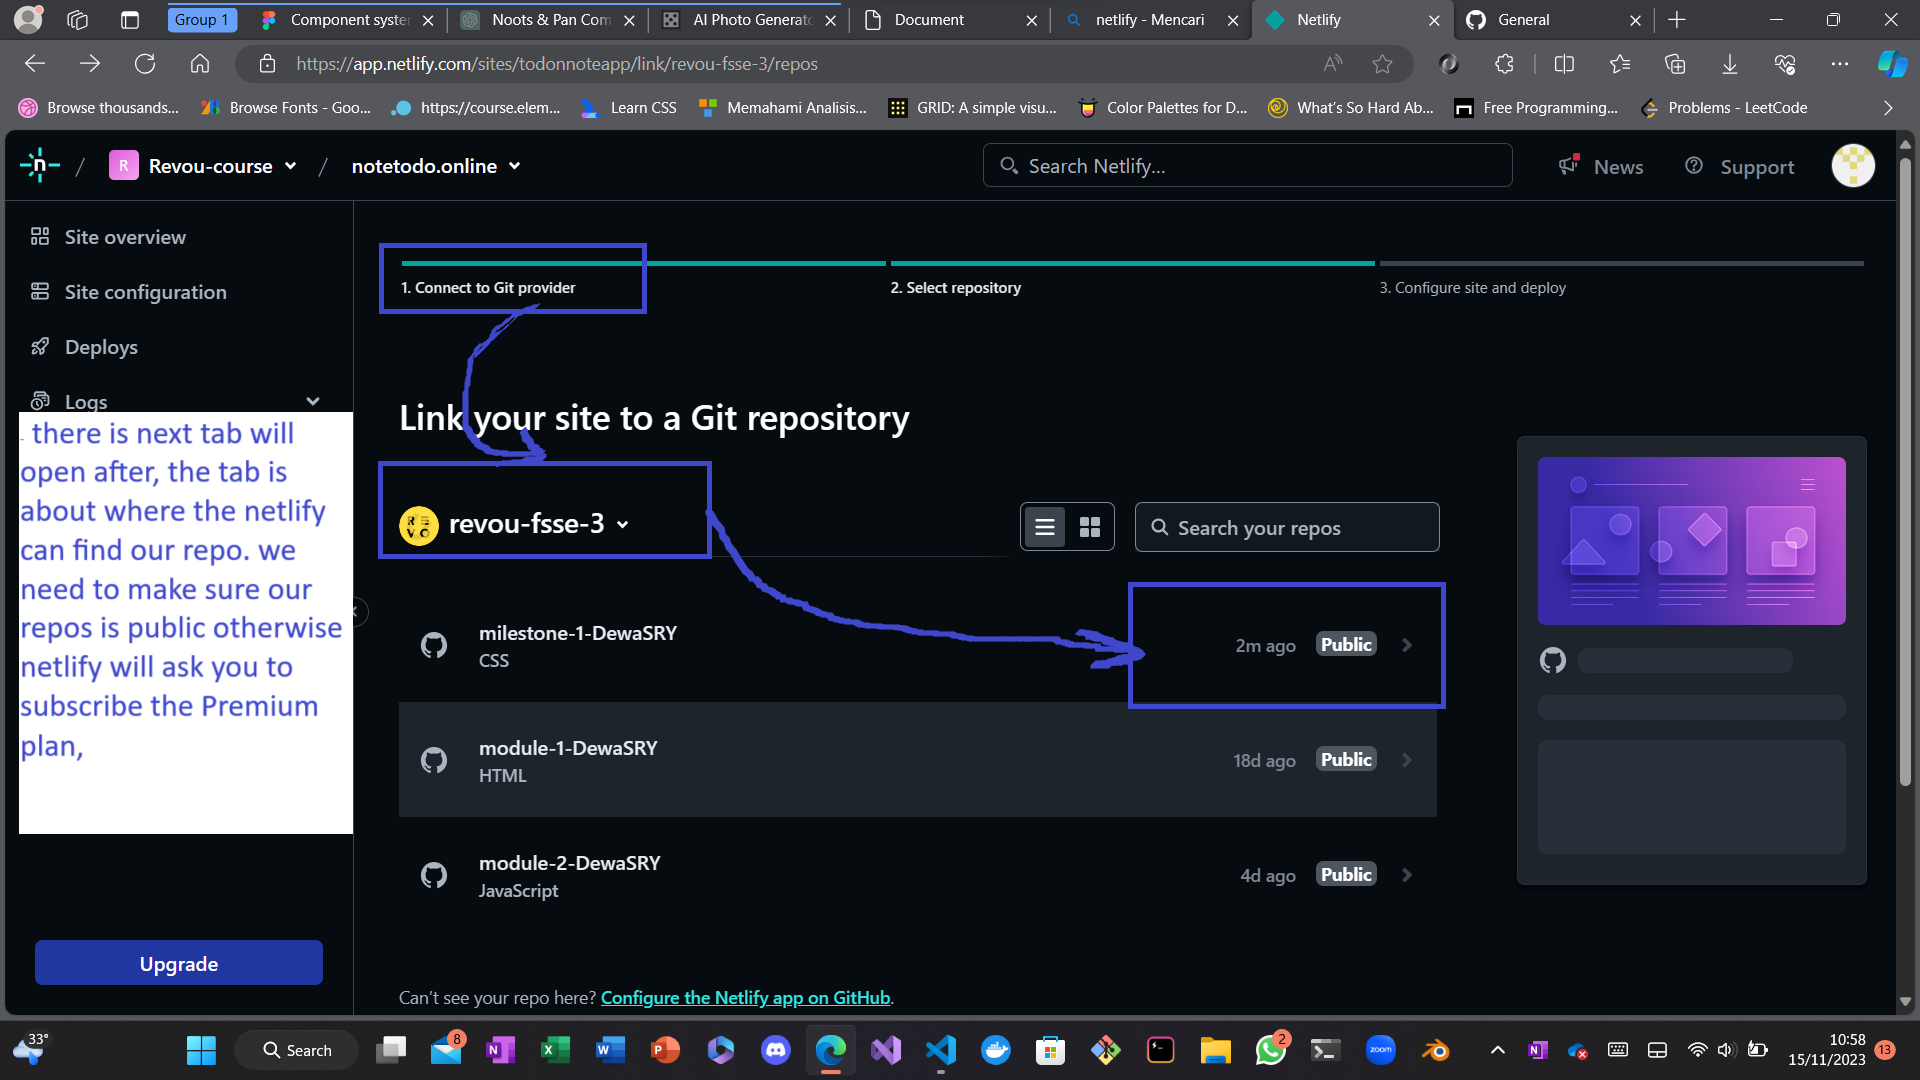 Group 1
Component syster
Noots & Pan Com
AI Photo Generato
Document
netlify - Mencari
Netlify
General
https://app.netlify.com/sites/todonnoteapp/link/revou-fsse-3/repos
Browse thousands...
Browse Fonts - Goo...
https://course.elem...
Learn CSS
Memahami Analisis...
GRID: A simple visu...
Color Palettes for D...
What's So Hard Ab...
Free Programming...
Problems - LeetCode
R
Revou-course
/ notetodo.online
Search Netlify...
News
Support
Site overview
Site configuration
Deploys
Logs
- there is next tab will
open after, the tab is
about where the netlify
can find our repo. we
need to make sure our
repos is public otherwise
netlify will ask you to
subscribe the Premium
plan,
Upgrade
1. Connect to Git provider
2. Select repository
3. Configure site and deploy
Link your site to a Git repository
revou-fsse-3
Search your repos
milestone-1-DewaSRY
CSS
2m ago
Public
module-1-DewaSRY
HTML
18d ago
Public
module-2-DewaSRY
JavaScript
4d ago
Public
Can't see your repo here? Configure the Netlify app on GitHub.
33°
Search
8
2
zoom
10:58
15/11/2023
13